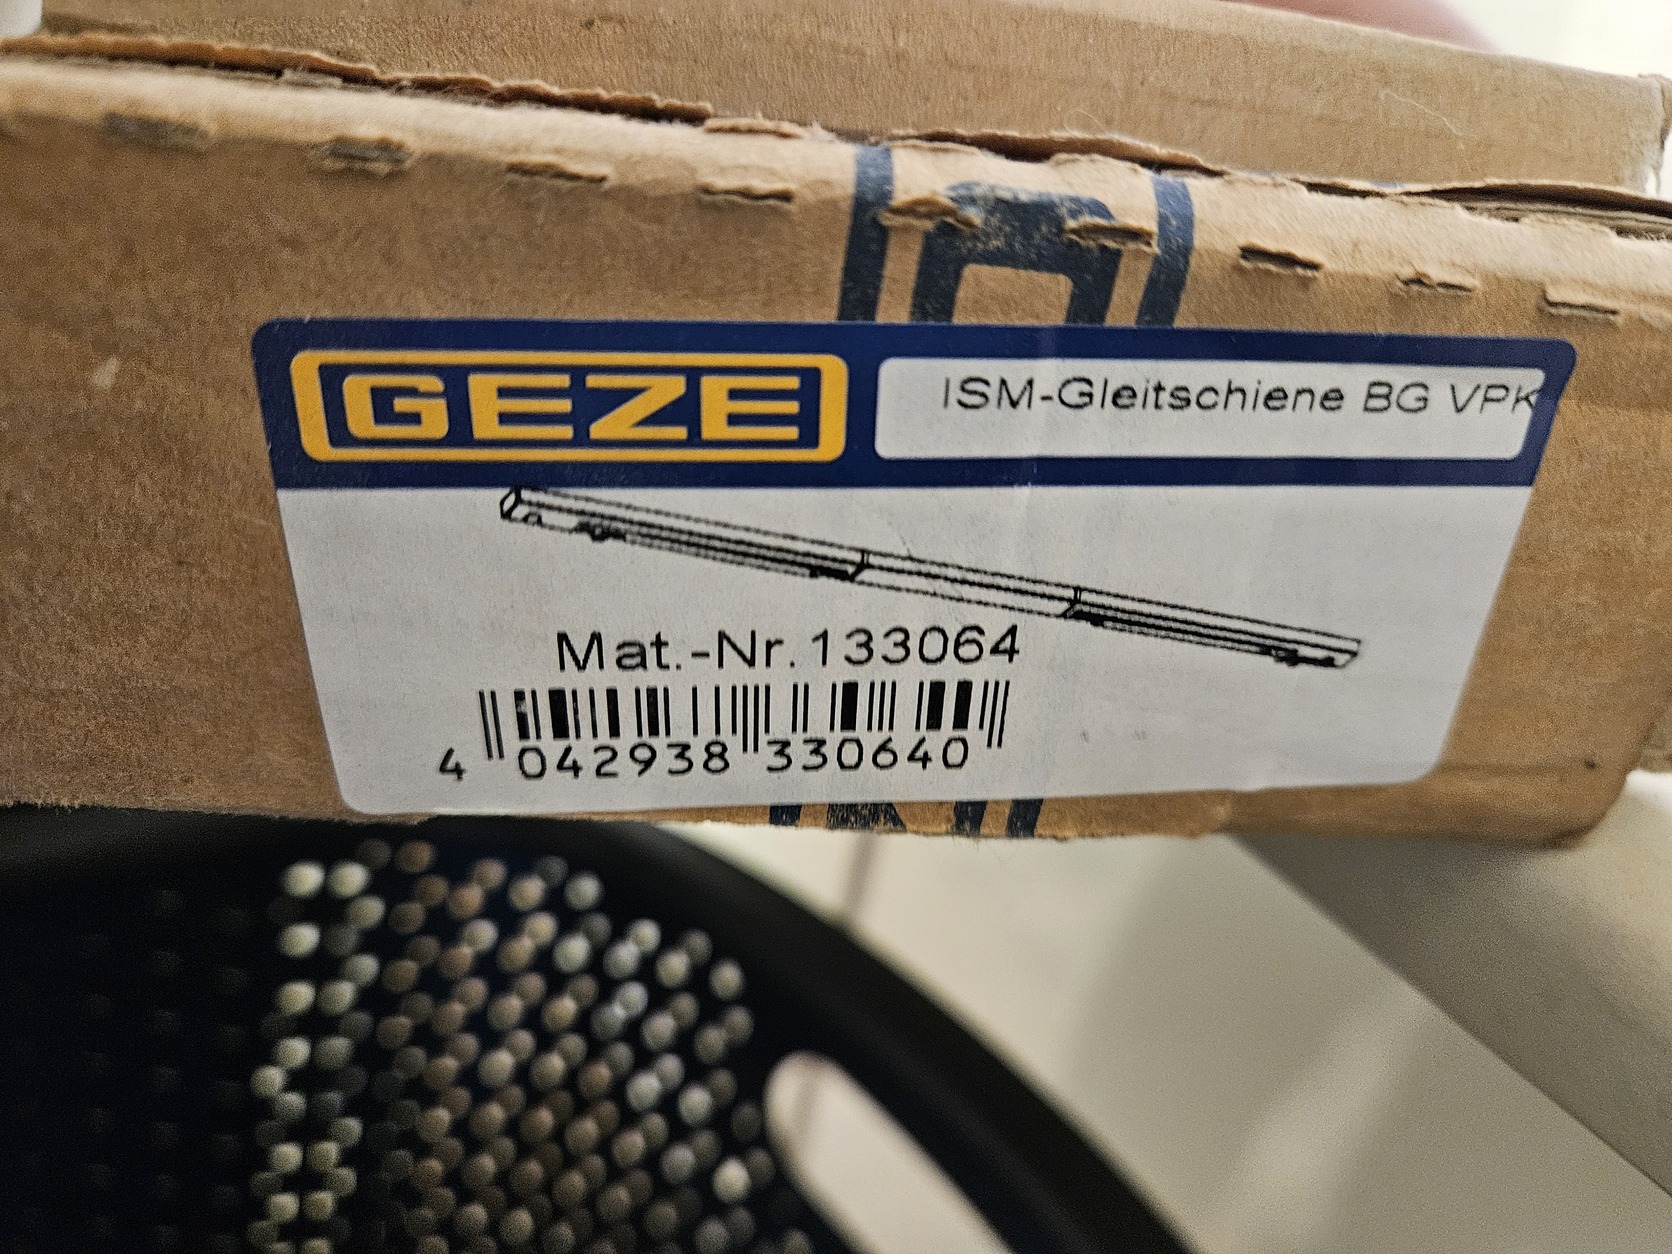 GEZE
ISM-Gleitschiene BG VPK
Mat.-Nr.133064
4 042938 330640